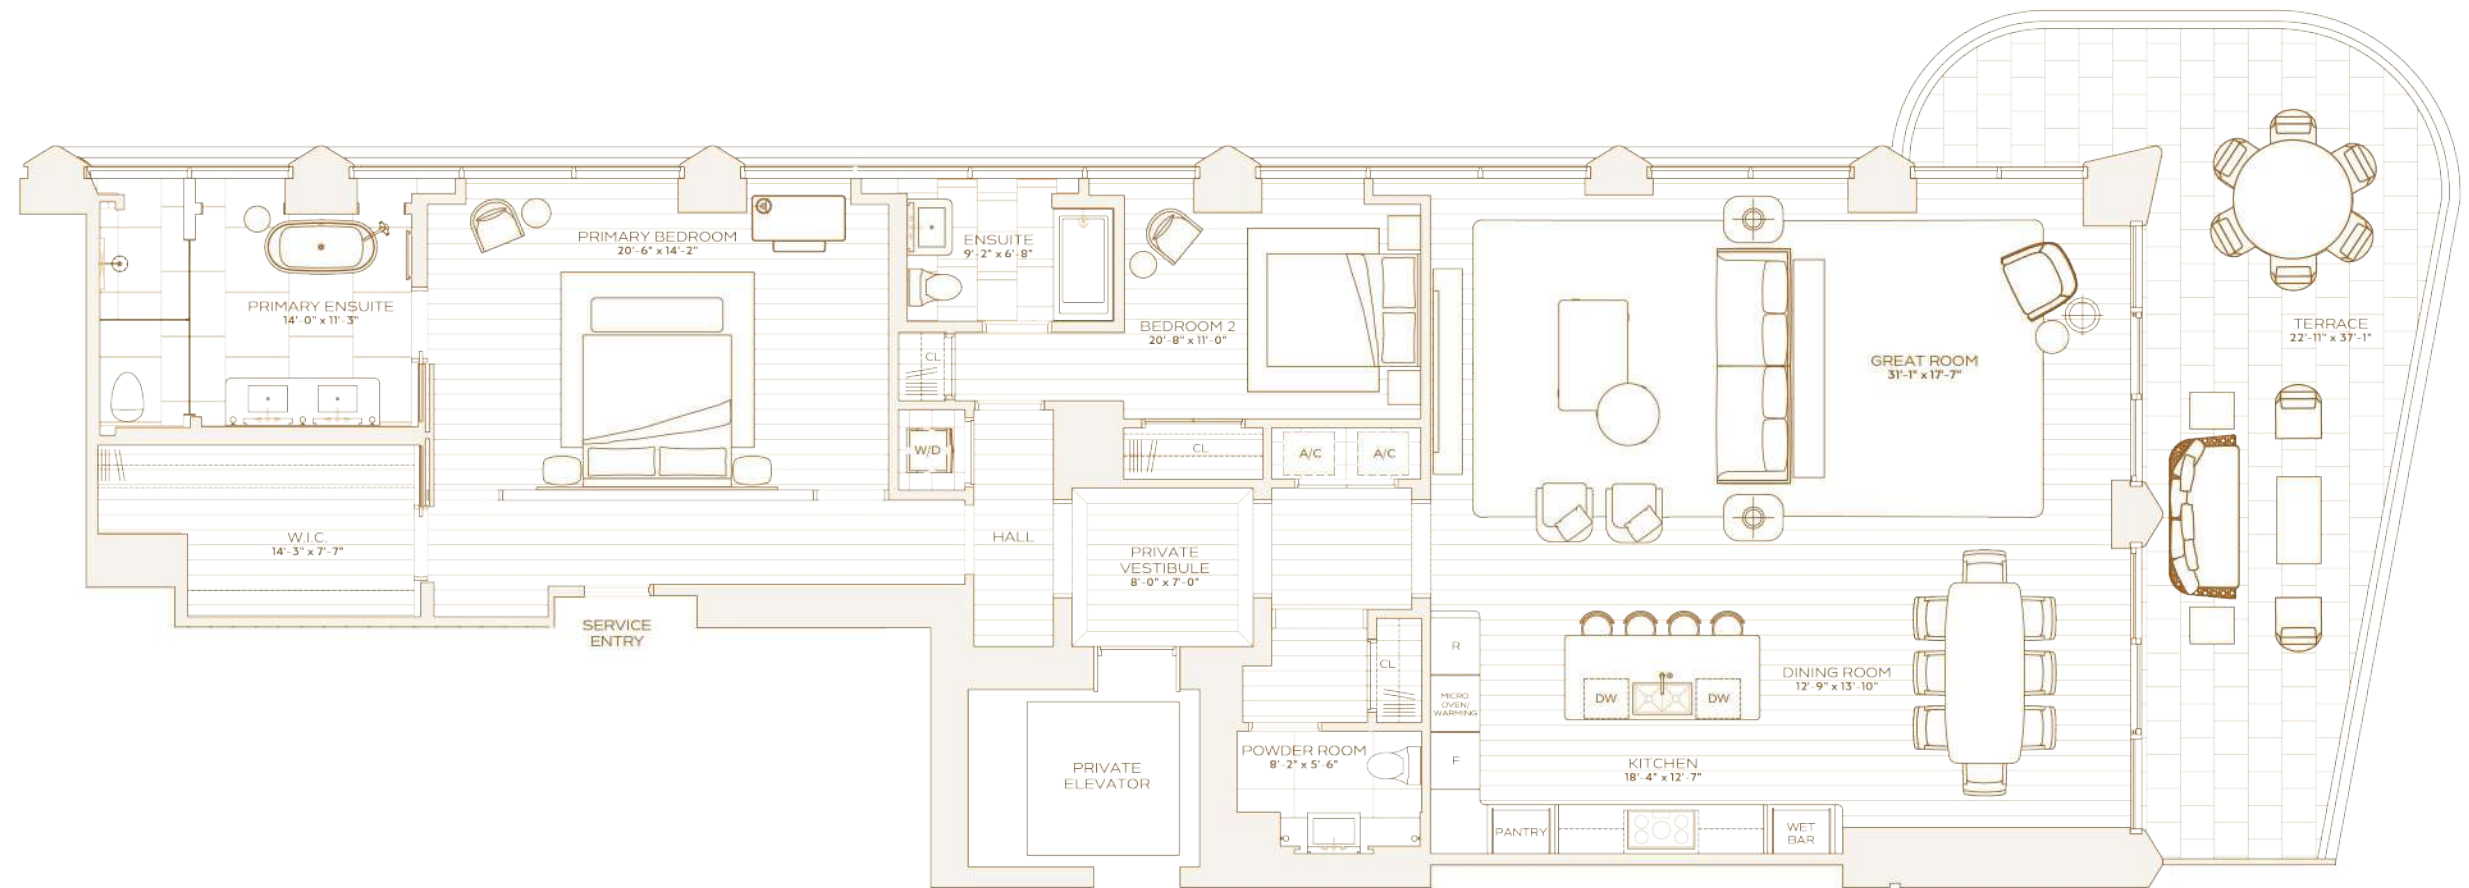 PRIMARY BEDROOM
20'-6" x 14'-2"
ENSUITE
9'-2" x 6'-8"
PRIMARY ENSUITE
14'-0" x 11'-3"
BEDROOM 2
20'-8" x 11'-0"
TERRACE
22'-11" x 37'-1"
GREAT ROOM
31'-1" x 17'-7"
CL
W/D
CL
A/C
A/C
W.I.C.
14'-3" x 7'-7"
HALL
PRIVATE
VESTIBULE
8'-0" x 7'-0"
SERVICE
ENTRY
R
CL
MICRO
OVEN/
WARMING
DW
DW
DINING ROOM
12'-9" x 13'-10"
POWDER ROOM
8'-2" x 5'-6"
F
KITCHEN
18'-4" x 12'-7"
PRIVATE
ELEVATOR
PANTRY
WET
BAR